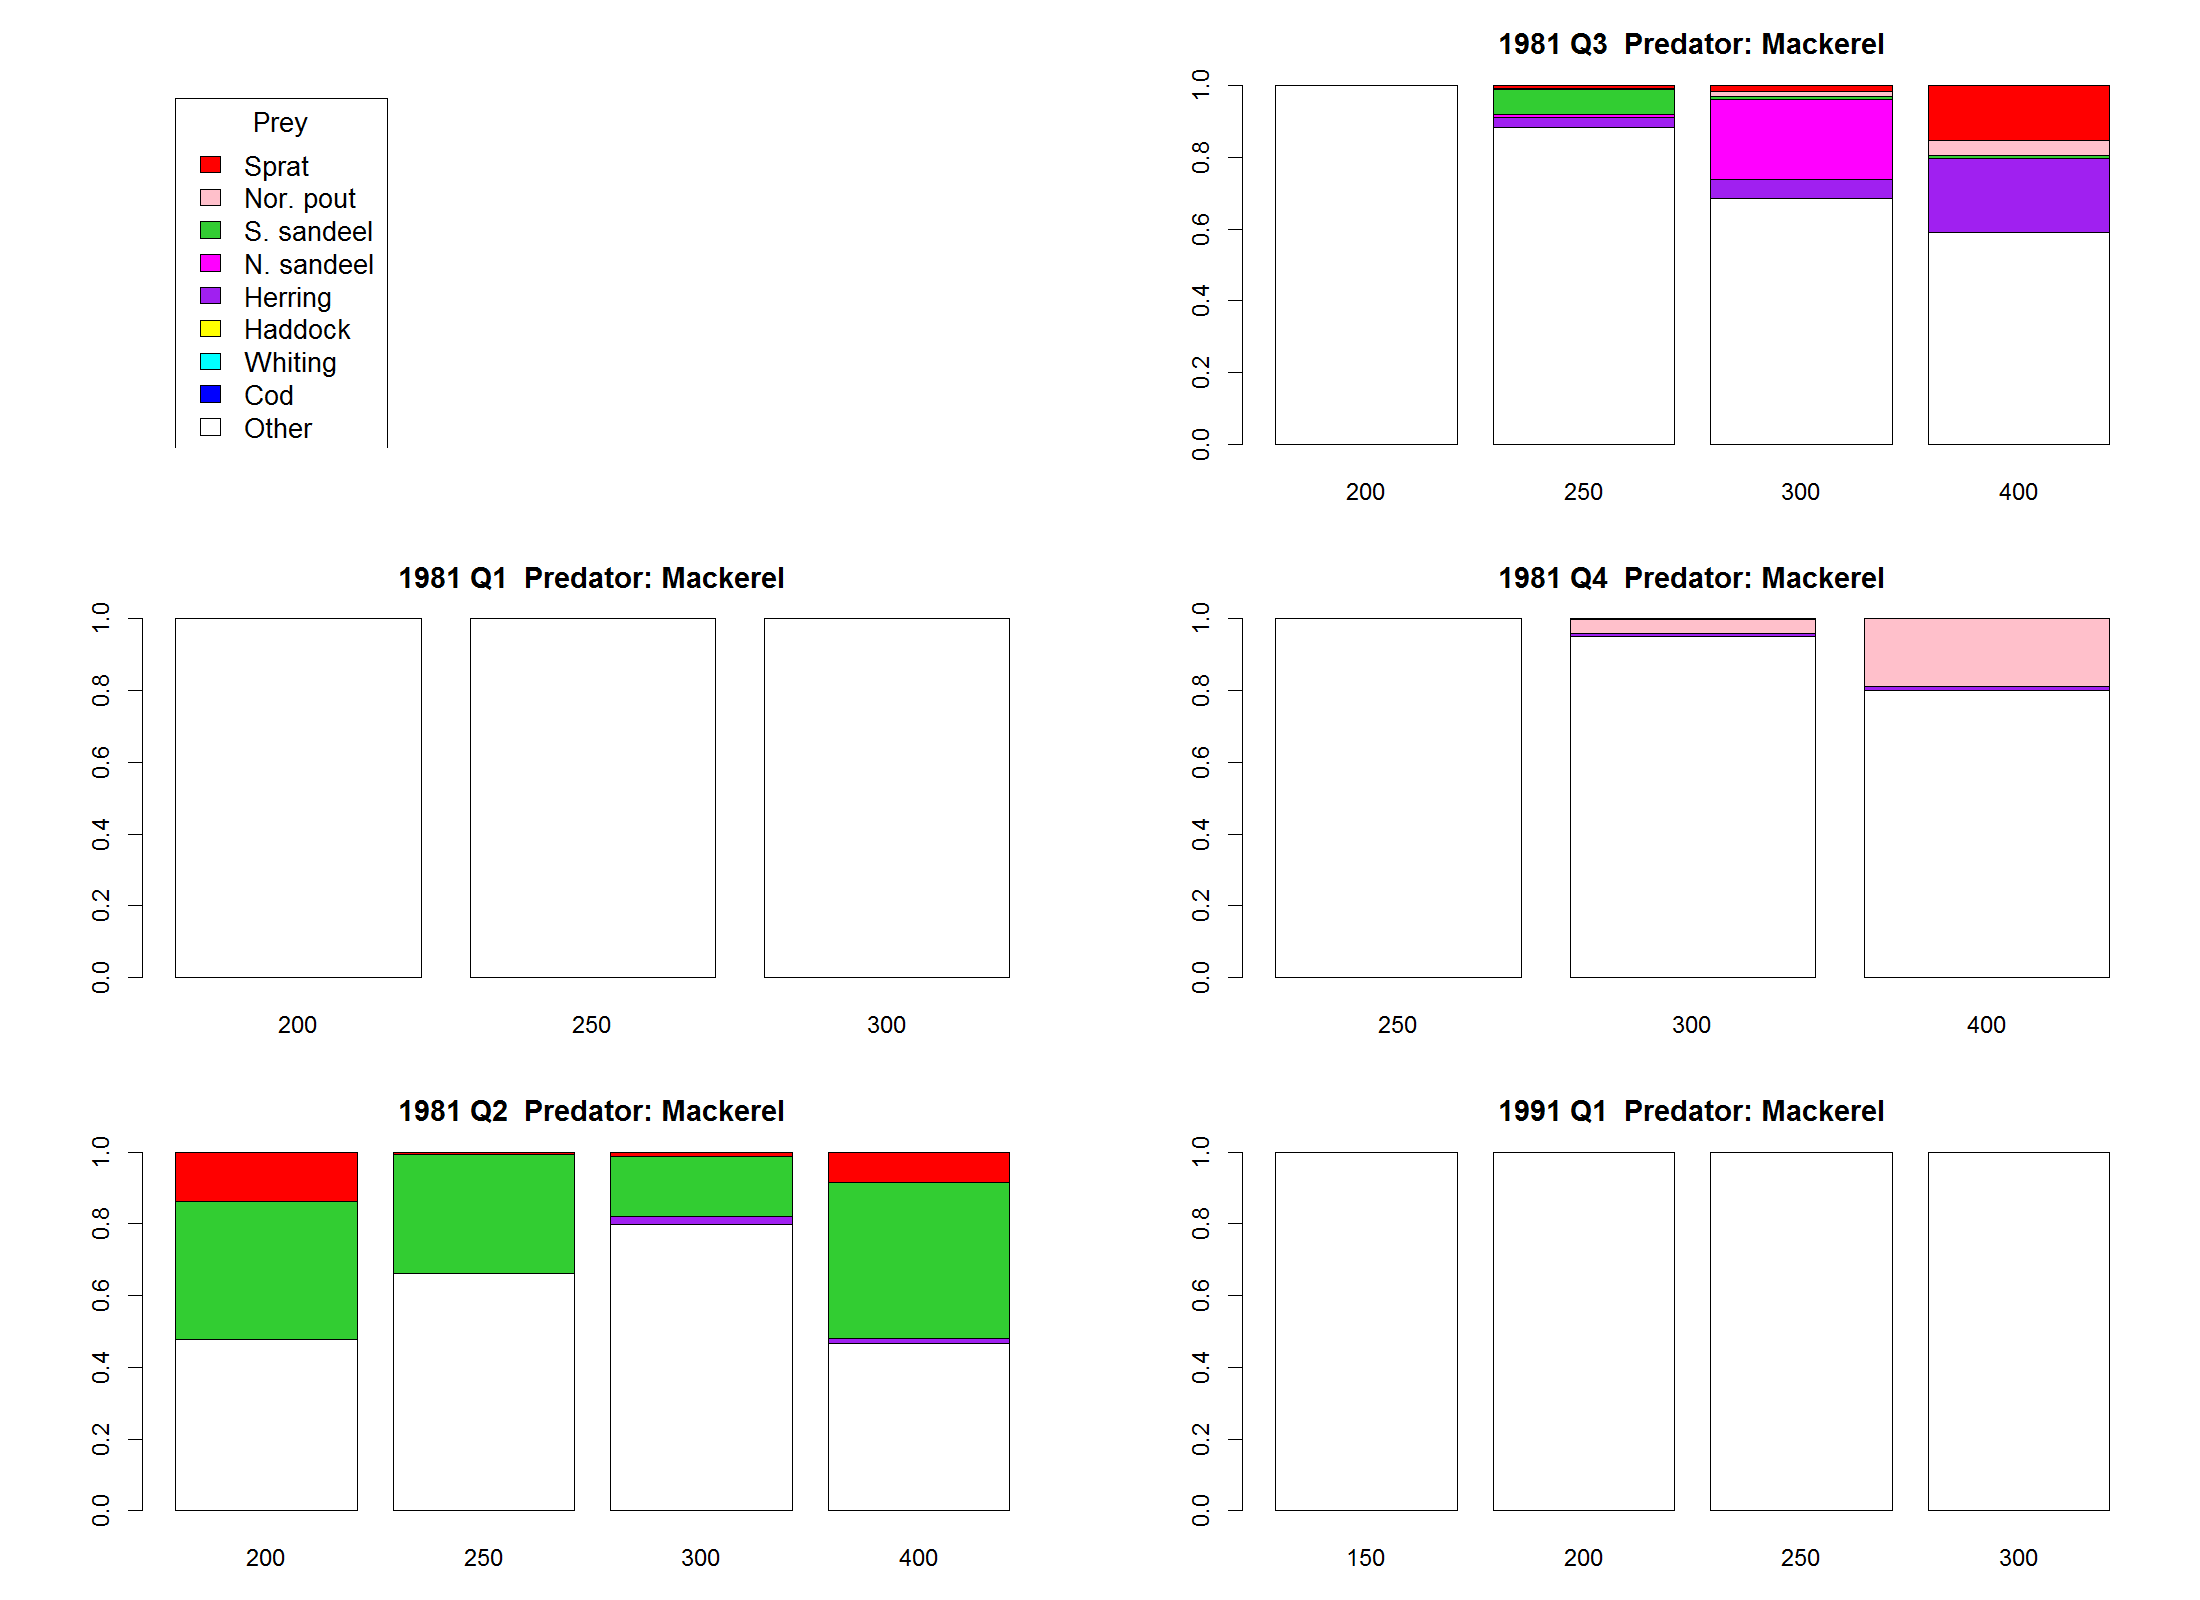 Prey
Sprat
Nor. pout
S. sandeel
N. sandeel
Herring
Haddock
Whiting
Cod
Other
1981 Q1  Predator: Mackerel
1.0
0.8
0.6
0.4
0.2
0.0
200 250 300
1981 Q2  Predator: Mackerel
1.0
0.8
0.6
0.4
0.2
0.0
200 250 300 400
1981 Q3  Predator: Mackerel
1.0
0.8
0.6
0.4
0.2
0.0
200 250 300 400
1981 Q4  Predator: Mackerel
1.0
0.8
0.6
0.4
0.2
0.0
250 300 400
1991 Q1  Predator: Mackerel
1.0
0.8
0.6
0.4
0.2
0.0
150 200 250 300